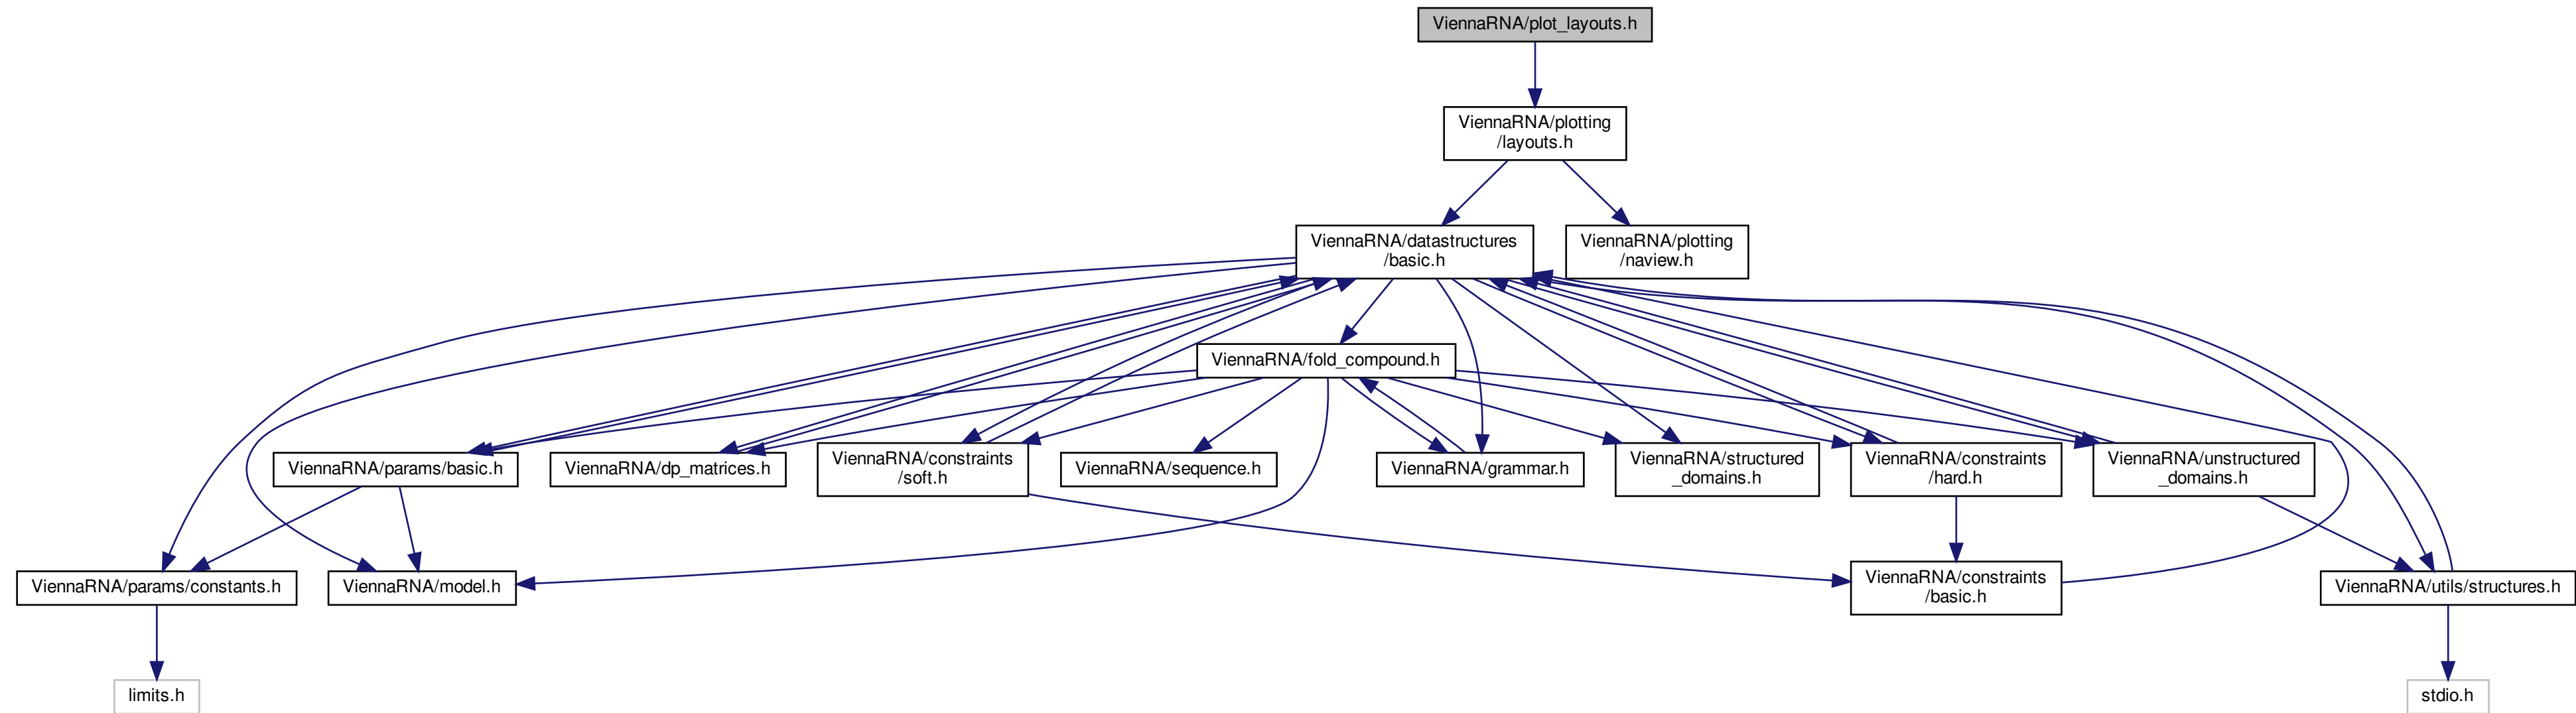 ViennaRNA/plot_layouts.h
ViennaRNA/plotting
/layouts.h
ViennaRNA/datastructures
/basic.h
ViennaRNA/plotting
/naview.h
ViennaRNA/fold_compound.h
ViennaRNA/params/basic.h
ViennaRNA/dp_matrices.h
ViennaRNA/constraints
/soft.h
ViennaRNA/sequence.h
ViennaRNA/grammar.h
ViennaRNA/structured
_domains.h
ViennaRNA/constraints
/hard.h
ViennaRNA/unstructured
_domains.h
ViennaRNA/params/constants.h
ViennaRNA/model.h
ViennaRNA/constraints
/basic.h
ViennaRNA/utils/structures.h
limits.h
stdio.h